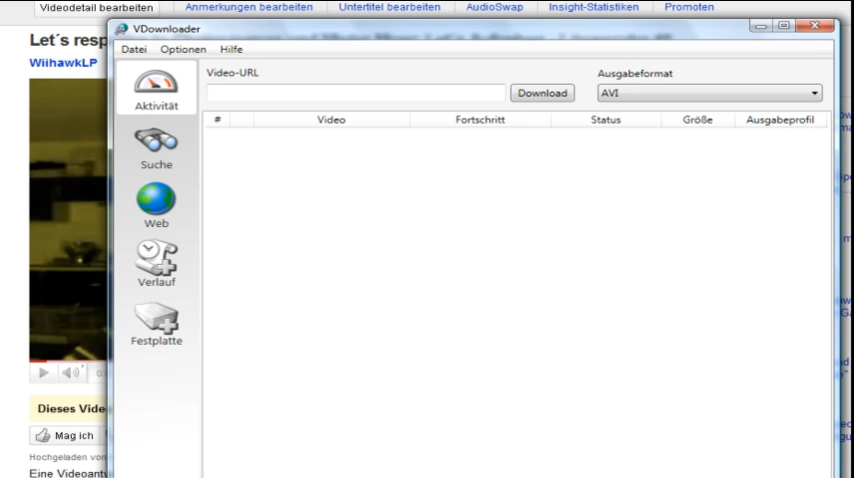 Videodetail bearbeiten Anmerkungen bearbeiten Untertitel bearbeiten AudioSwap Insight-Statistiken Promoten
Let´s resp
WiihawkLP
VDownloader
Datei Optionen Hilfe
Video-URL Ausgabeformat
Download AVI
Aktivität
# Video Fortschritt Status Größe Ausgabeprofil
Suche
Web
Verlauf
Festplatte
Dieses Vide
Mag ich
Hochgeladen von
Eine Videoantw